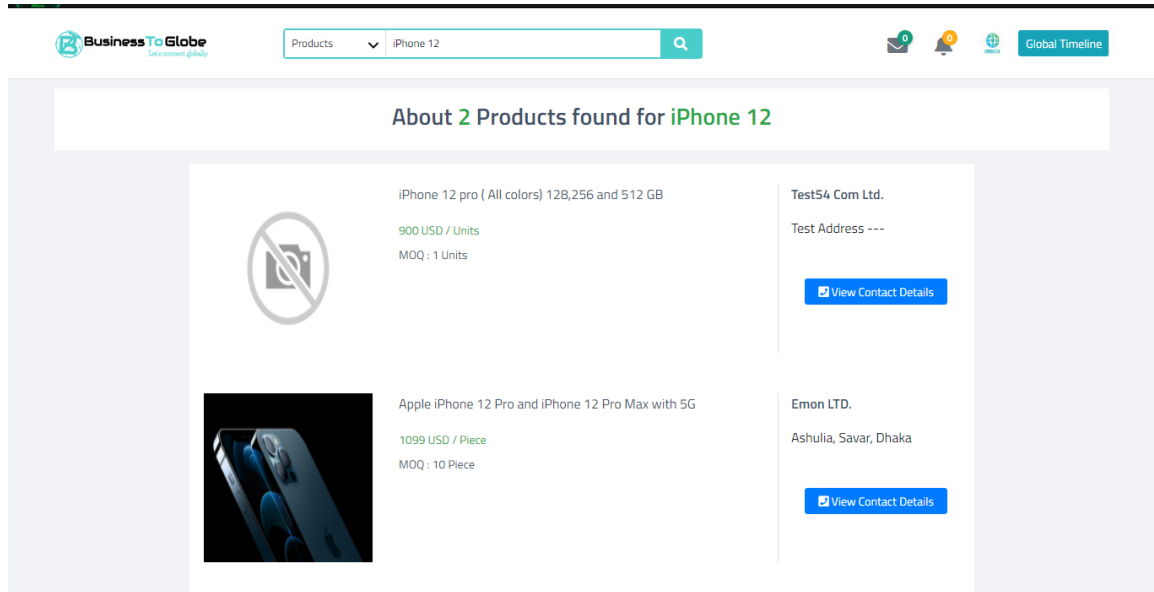 Business To Globe
Let's connect globally
Products
iPhone 12
0
0
Global Timeline
About 2 Products found for iPhone 12
iPhone 12 pro ( All colors) 128,256 and 512 GB
900 USD / Units
MOQ : 1 Units
Test54 Com Ltd.
Test Address ---
View Contact Details
Apple iPhone 12 Pro and iPhone 12 Pro Max with 5G
1099 USD / Piece
MOQ : 10 Piece
Emon LTD.
Ashulia, Savar, Dhaka
View Contact Details